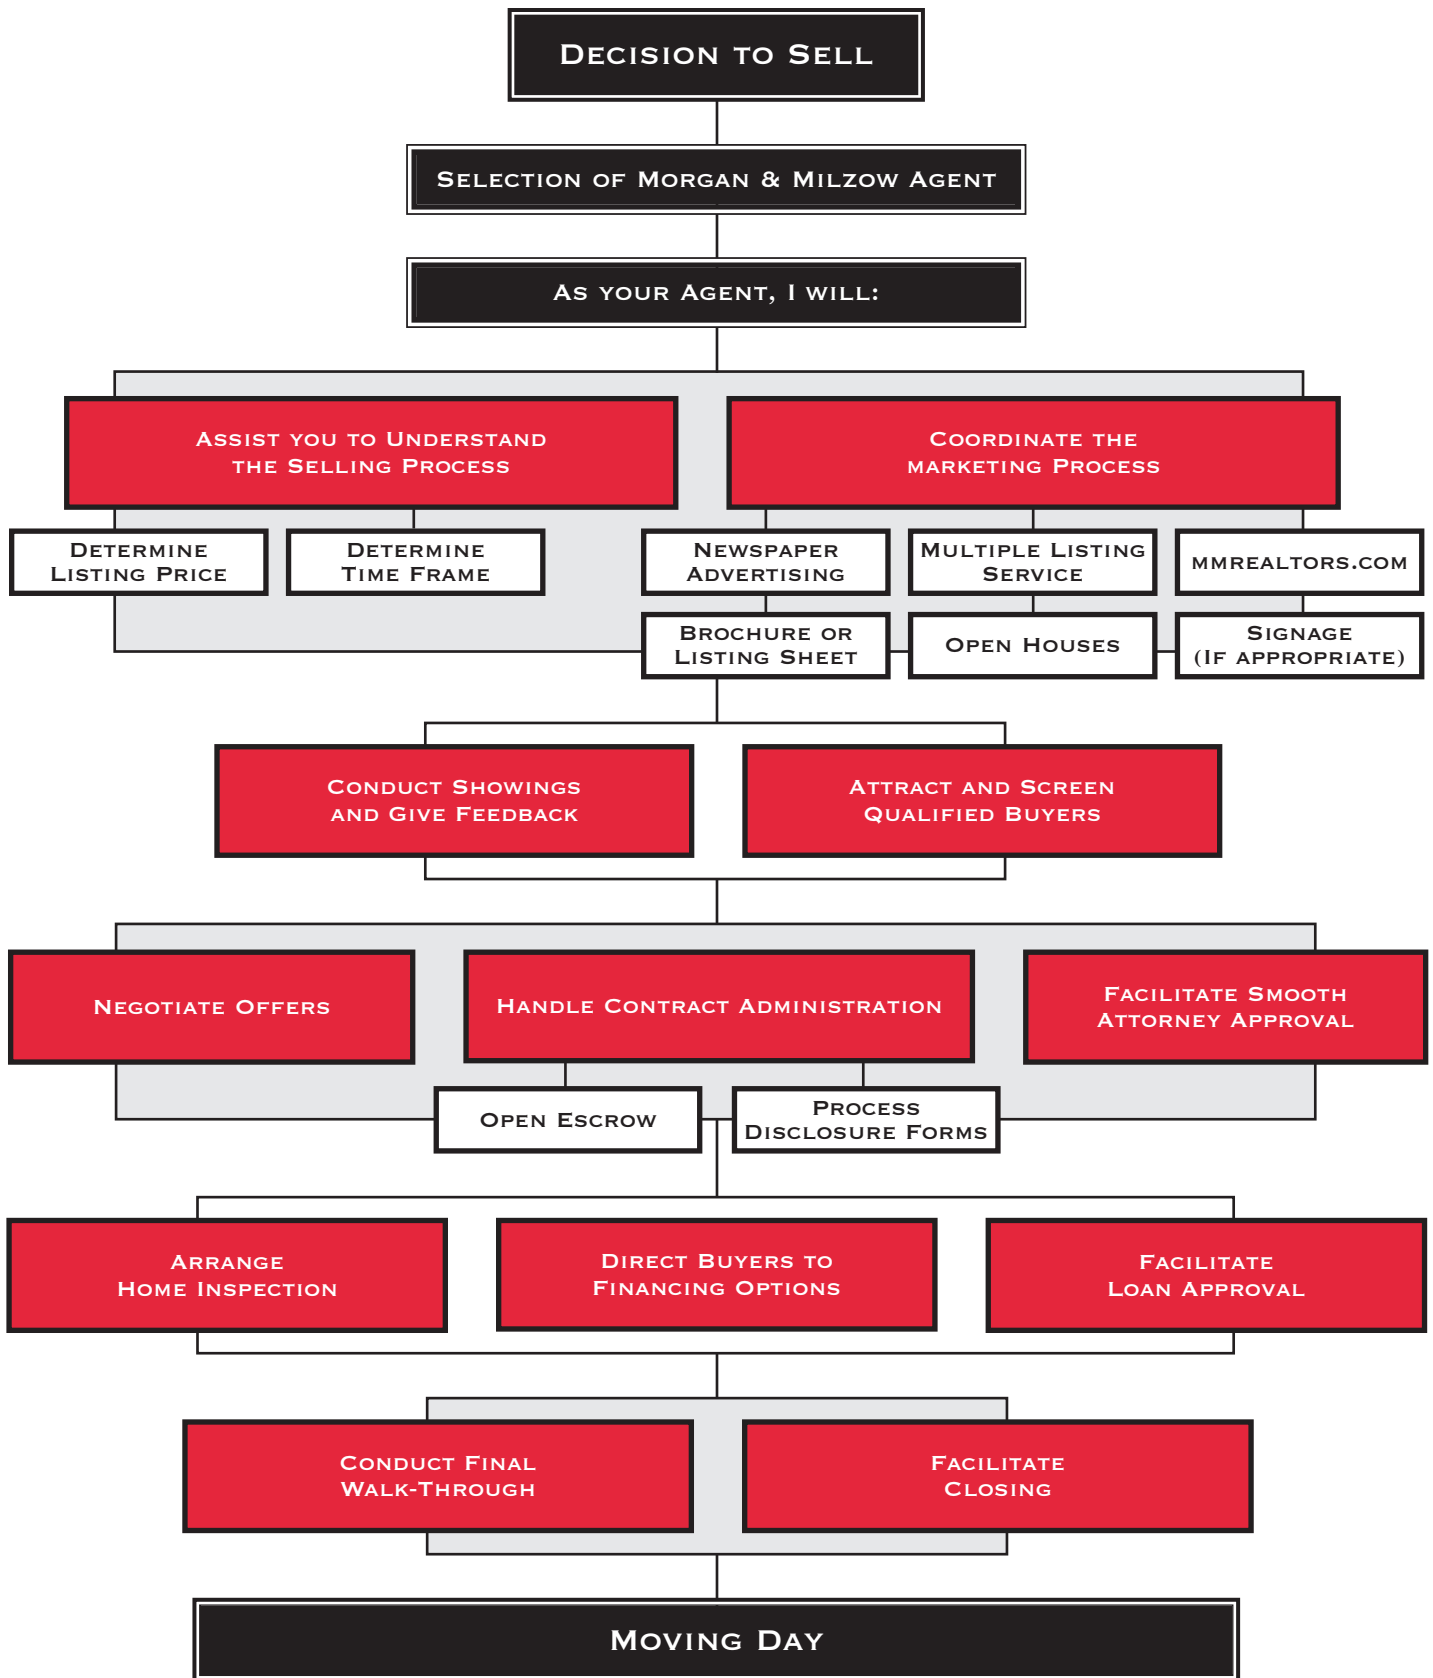 Decision to Sell
Selection of Morgan & Milzow Agent
As your Agent, I will:
Assist you to Understand
the Selling Process
Coordinate the
marketing Process
Determine
Listing Price
Determine
Time Frame
Newspaper
Advertising
Multiple Listing
Service
mmrealtors.com
Brochure or
Listing Sheet
Open Houses
Signage
(If appropriate)
Conduct Showings
and Give Feedback
Attract and Screen
Qualified Buyers
Negotiate Offers
Handle Contract Administration
Facilitate Smooth
Attorney Approval
Open Escrow
Process
Disclosure Forms
Arrange
Home Inspection
Direct Buyers to
Financing Options
Facilitate
Loan Approval
Conduct Final
Walk-Through
Facilitate
Closing
Moving Day